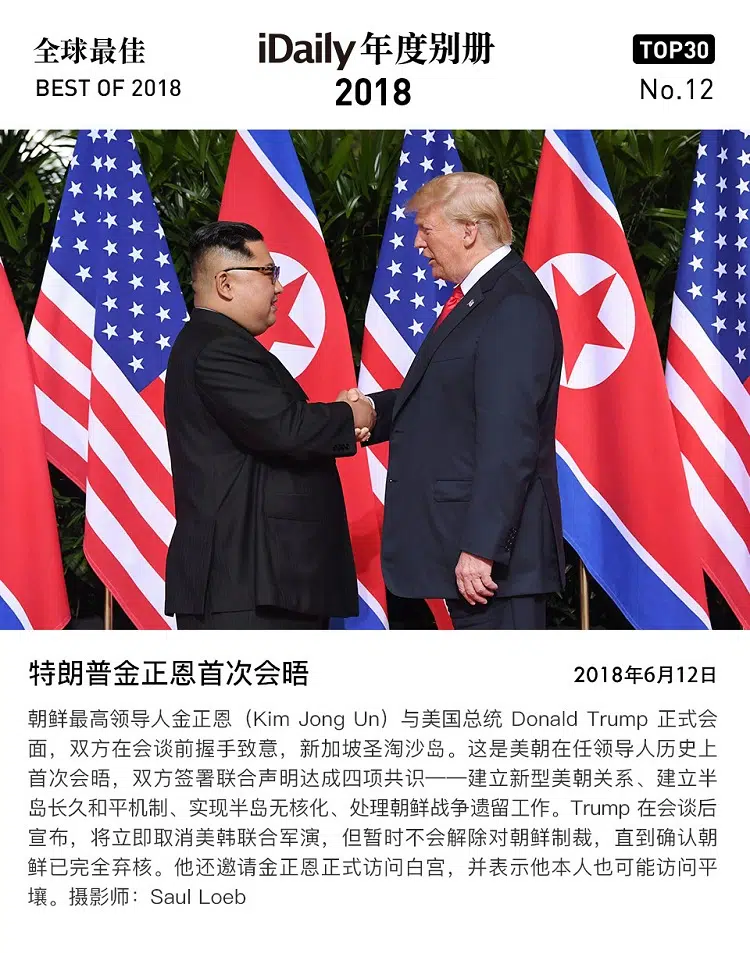 全球最佳
BEST OF 2018
iDaily 年度别册
2018
TOP30
No.12
特朗普金正恩首次会晤
2018年6月12日
朝鲜最高领导人金正恩（Kim Jong Un）与美国总统 Donald Trump 正式会
面，双方在会谈前握手致意，新加坡圣淘沙岛。这是美朝在任领导人历史上
首次会晤，双方签署联合声明达成四项共识——建立新型美朝关系、建立半
岛长久和平机制、实现半岛无核化、处理朝鲜战争遗留工作。Trump 在会谈后
宣布，将立即取消美韩联合军演，但暂时不会解除对朝鲜制裁，直到确认朝
鲜已完全弃核。他还邀请金正恩正式访问白宫，并表示他本人也可能访问平
壤。摄影师：Saul Loeb